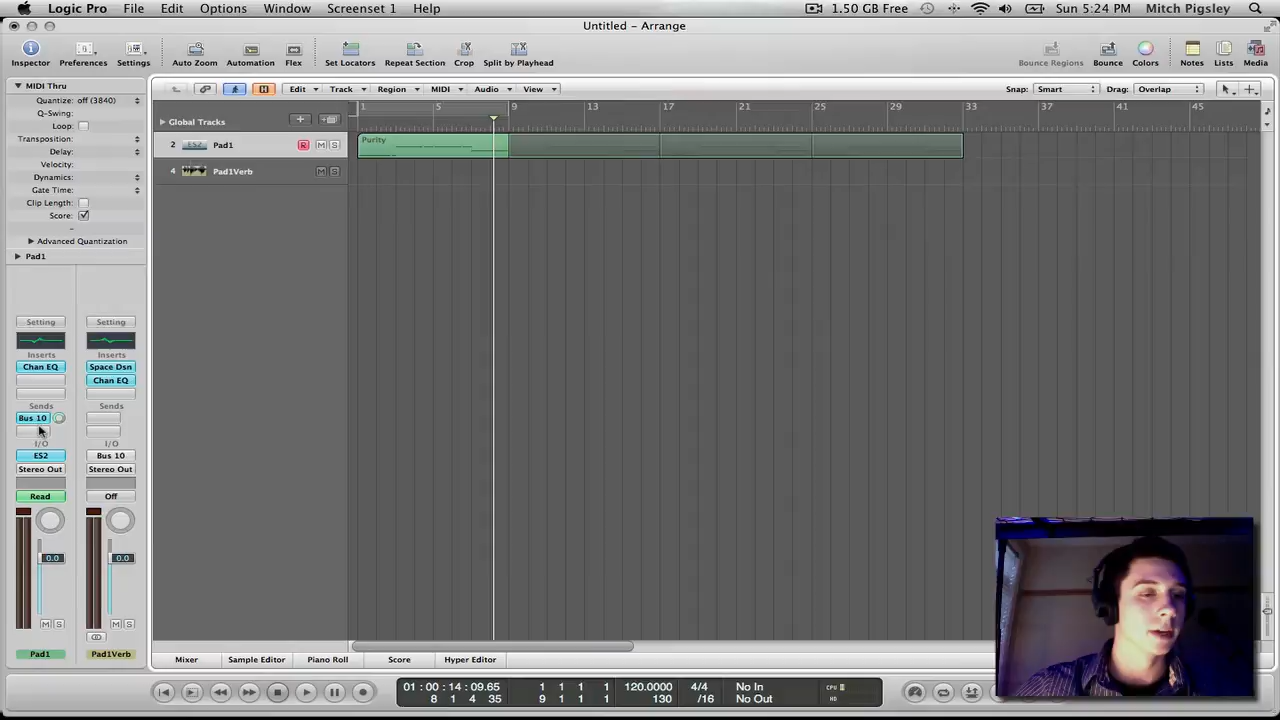 Logic Pro File Edit Options Window Screenset 1 Help 1.50 GB Free Sun 5:24 PM Mitch Pigsley
Untitled - Arrange
Inspector Preferences Settings Auto Zoom Automation Flex Set Locators Repeat Section Crop Split by Playhead Bounce Regions Bounce Colors Notes Lists Media
MIDI Thru
Edit Track Region MIDI Audio View Snap: Smart Drag: Overlap
Quantize: off (3840)
Q-Swing:
Loop:
Transposition:
Delay:
Velocity:
Dynamics:
Gate Time:
Clip Length:
Score:
-
Advanced Quantization
Pad1
1 5 9 13 17 21 25 29 33 37 41 45
Global Tracks
2 ES2 Pad1 R M S
Purity
4 Pad1Verb M S
Setting Setting
Inserts Inserts
Chan EQ Space Dsn
Chan EQ
Sends Sends
Bus 10
I/O I/O
ES2 Bus 10
Stereo Out Stereo Out
Read Off
0.0 0.0
M S M S
Pad1 Pad1Verb
Mixer Sample Editor Piano Roll Score Hyper Editor
01 : 00 : 14 : 09.65 1 1 1 1 120.0000 4/4 No In CPU
8 1 4 35 9 1 1 1 130 /16 No Out HD